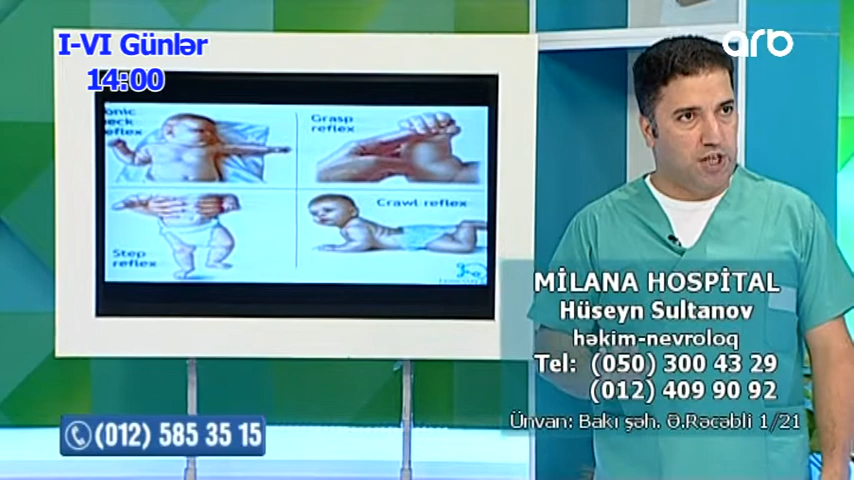 I-VI Günlər
14:00
arb
onic
eck
eflex
Grasp
reflex
Step
reflex
Crawl reflex
MİLANA HOSPİTAL
Hüseyn Sultanov
həkim-nevroloq
Tel: (050) 300 43 29
(012) 409 90 92
Ünvan: Bakı şəh. Ə.Rəcəbli 1/21
(012) 585 35 15